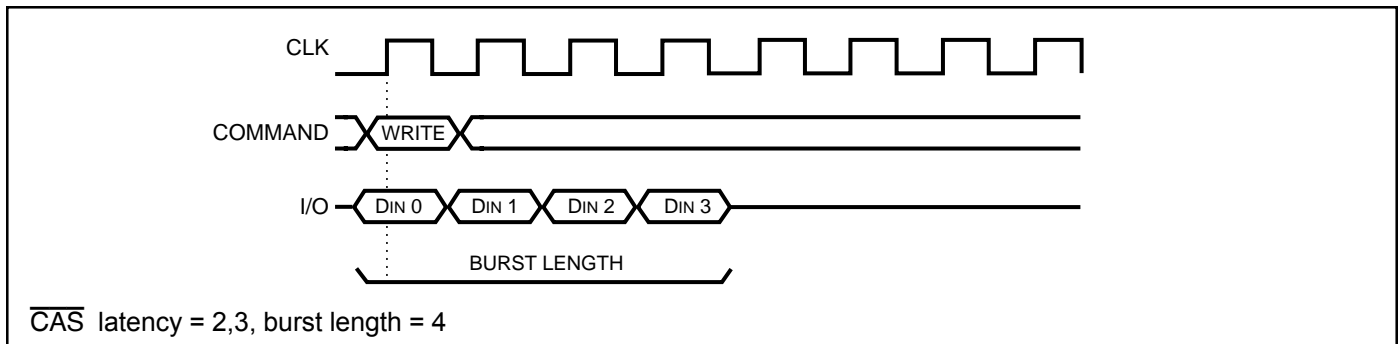 CLK
COMMAND WRITE
I/O DIN 0 DIN 1 DIN 2 DIN 3
BURST LENGTH
CAS latency = 2,3, burst length = 4